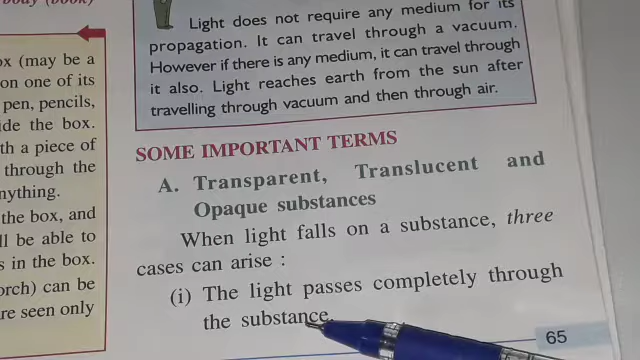 body (book)
ox (may be a
on one of its
pen, pencils,
ide the box.
th a piece of
through the
nything.
the box, and
ll be able to
s in the box.
orch) can be
re seen only
Light does not require any medium for its
propagation. It can travel through a vacuum.
However if there is any medium, it can travel through
it also. Light reaches earth from the sun after
travelling through vacuum and then through air.
SOME IMPORTANT TERMS
A. Transparent, Translucent and
Opaque substances
When light falls on a substance, three
cases can arise :
(i) The light passes completely through
the substance.
65